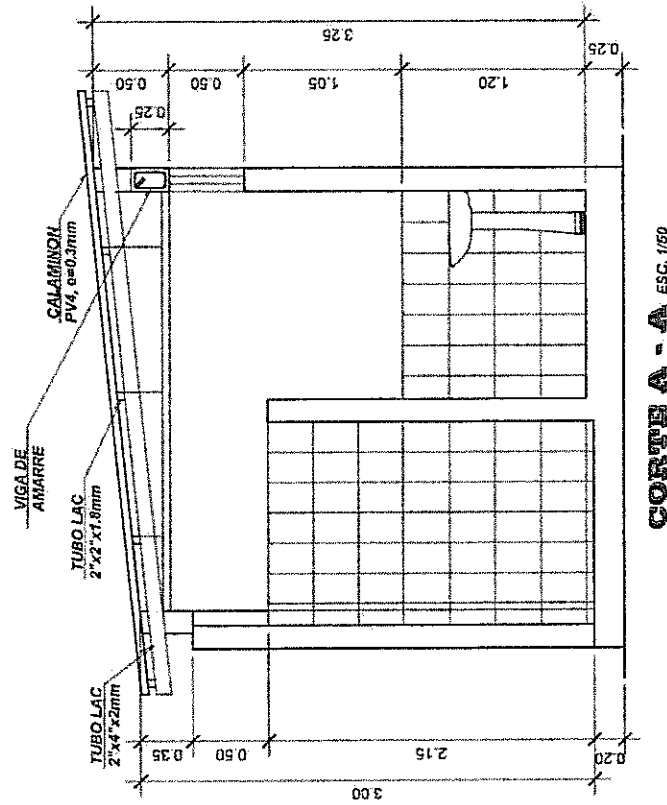 VIGA DE
AMARRE
CALAMINON
PV4, e=0.3mm
TUBO LAC
2"x2"x1.8mm
TUBO LAC
2"x4"x2mm
0.35
0.50
2.15
0.20
3.00
0.25
0.50
0.50
1.05
1.20
0.25
3.25
CORTE A - A ESC. 1/50